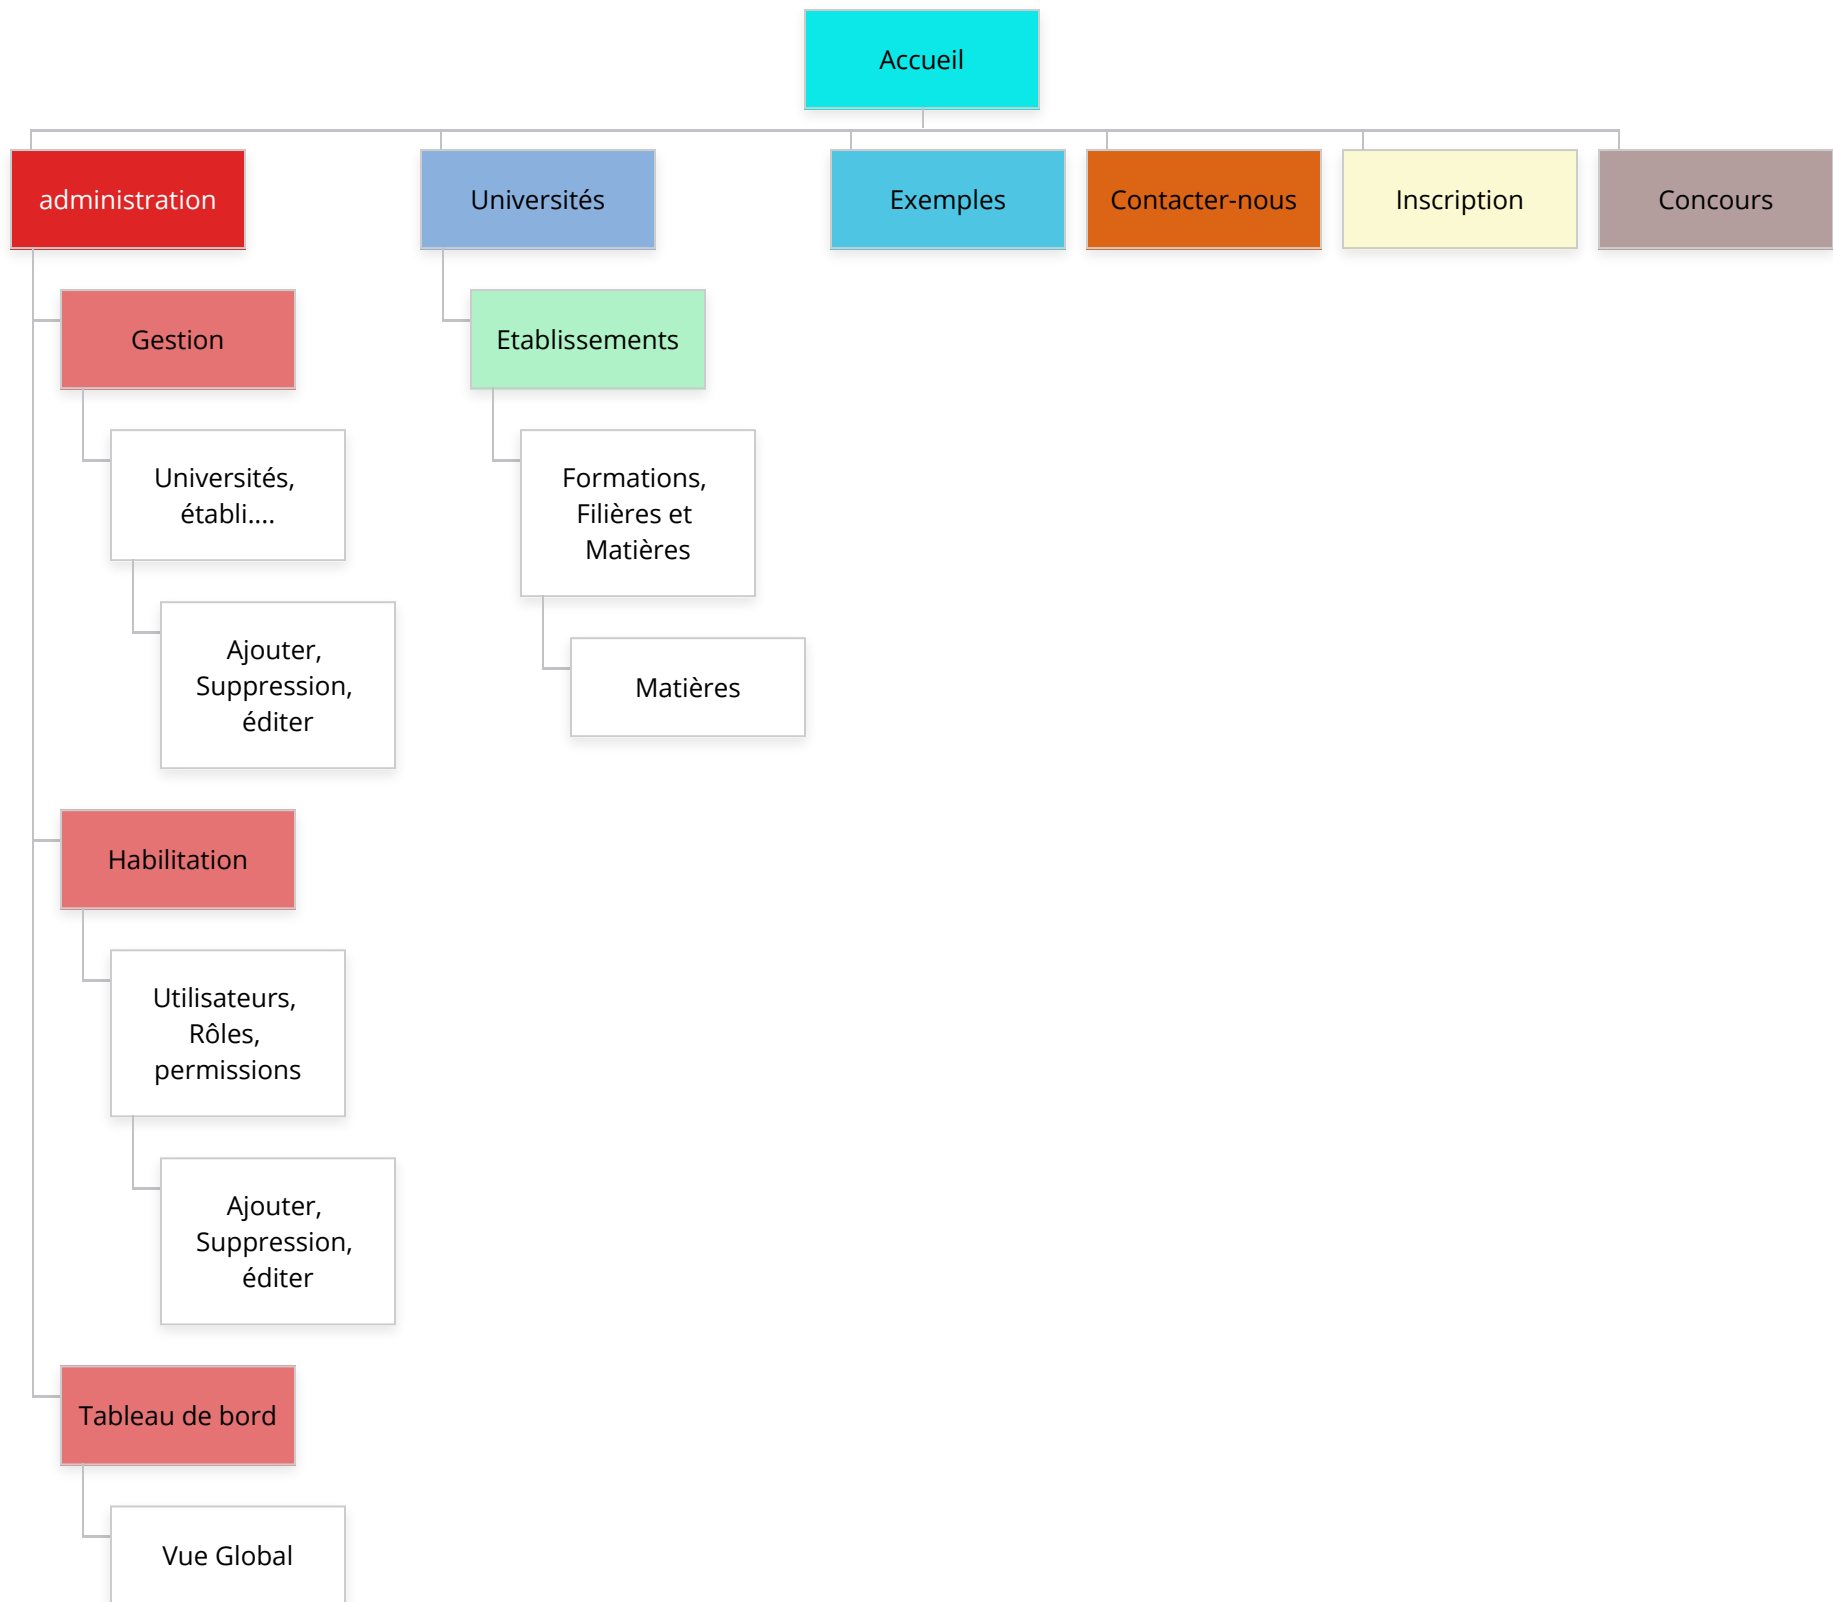 Accueil
administration
Universités
Exemples
Contacter-nous
Inscription
Concours
Gestion
Etablissements
Universités,
établi....
Formations,
Filières et
Matières
Ajouter,
Suppression,
éditer
Matières
Habilitation
Utilisateurs,
Rôles,
permissions
Ajouter,
Suppression,
éditer
Tableau de bord
Vue Global